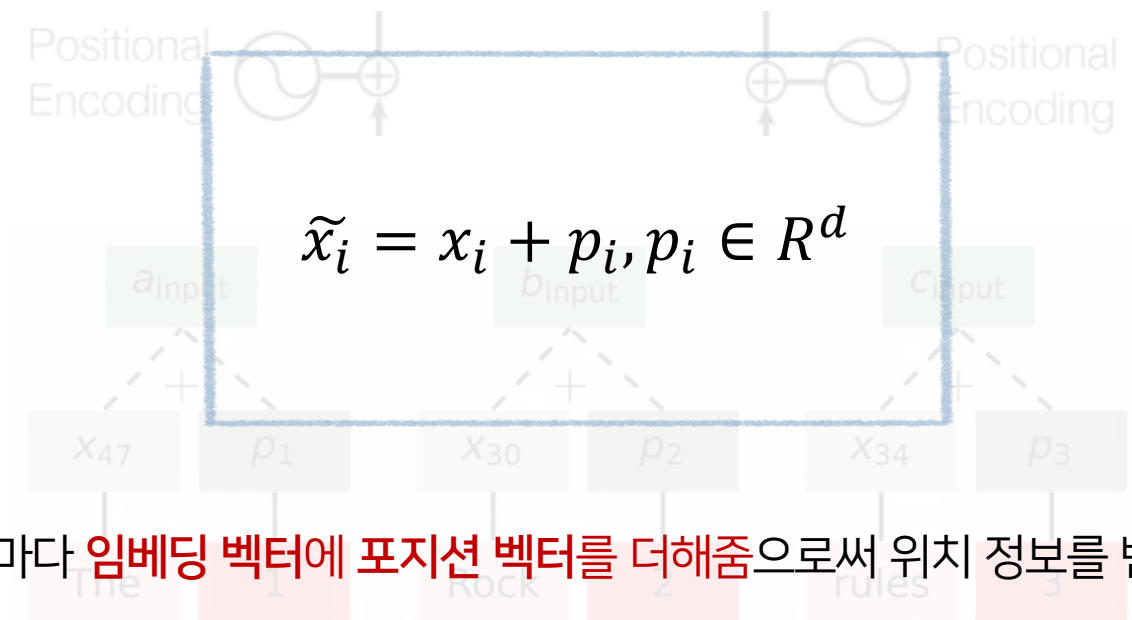 Positional
Encoding
Positional
Encoding
x̃ᵢ = xᵢ + pᵢ, pᵢ ∈ Rᵈ
a_input b_input c_input
+ + +
x₄₇ p₁ x₃₀ p₂ x₃₄ p₃
마다 임베딩 벡터에 포지션 벡터를 더해줌으로써 위치 정보를
The 1 Rock 2 rules 3